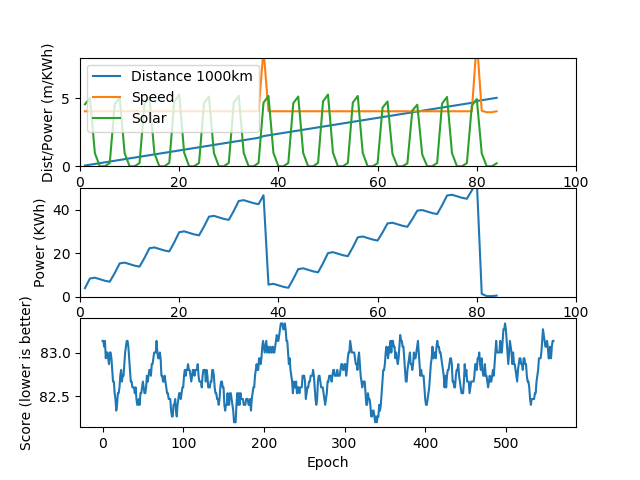 Dist/Power (m/KWh)
5
0
Distance 1000km
Speed
Solar
0 20 40 60 80 100
Power (KWh)
40
20
0
0 20 40 60 80 100
Score (lower is better)
83.0
82.5
0 100 200 300 400 500
Epoch